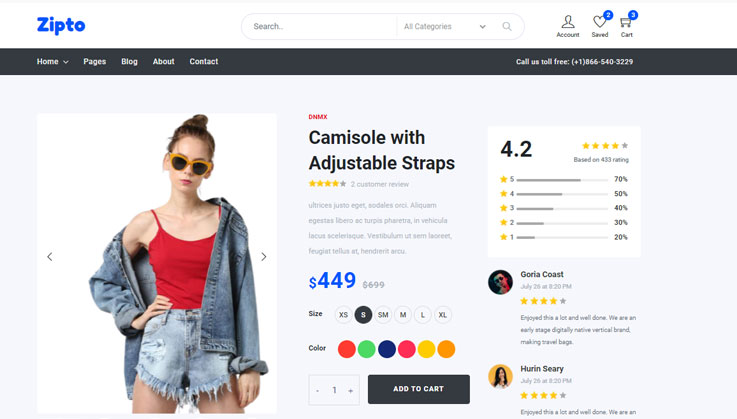 Zipto
Search..
All Categories
2
3
Account
Saved
Cart
Home
Pages
Blog
About
Contact
Call us toll free: (+1)866-540-3229
DNMX
Camisole with
Adjustable Straps
2 customer review
ultrices justo eget, sodales orci. Aliquam
egestas libero ac turpis pharetra, in vehicula
lacus scelerisque. Vestibulum ut sem laoreet,
feugiat tellus at, hendrerit arcu.
$449 $699
Size XS S SM M L XL
Color
- 1 + ADD TO CART
4.2
Based on 433 rating
5 70%
4 50%
3 40%
2 30%
1 20%
Goria Coast
July 26 at 8:20 PM
Enjoyed this a lot and well done. We are an
early stage digitally native vertical brand,
making travel bags.
Hurin Seary
July 26 at 8:20 PM
Enjoyed this a lot and well done. We are an